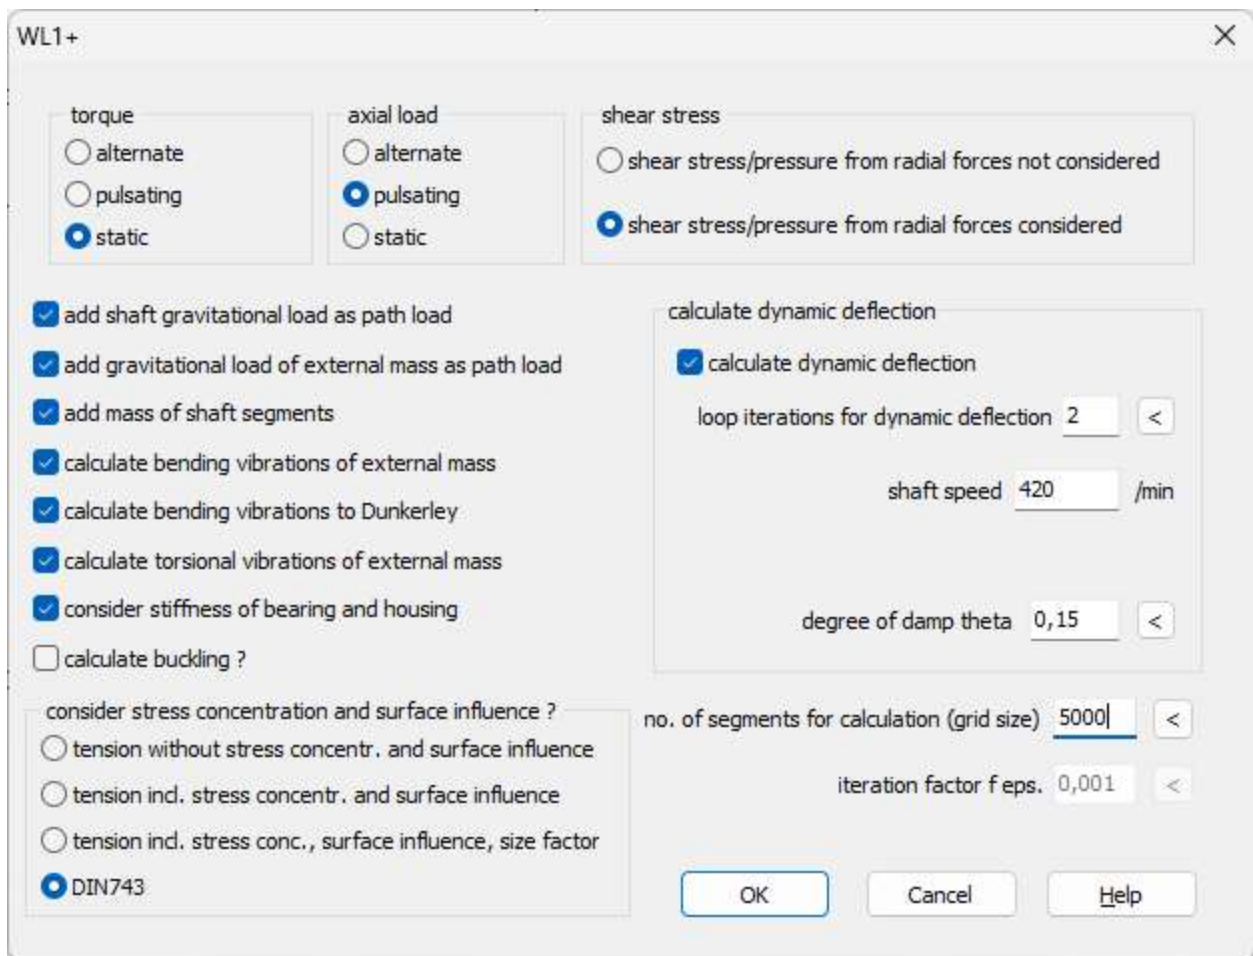 WL1+
torque
alternate
pulsating
static
axial load
alternate
pulsating
static
shear stress
shear stress/pressure from radial forces not considered
shear stress/pressure from radial forces considered
add shaft gravitational load as path load
add gravitational load of external mass as path load
add mass of shaft segments
calculate bending vibrations of external mass
calculate bending vibrations to Dunkerley
calculate torsional vibrations of external mass
consider stiffness of bearing and housing
calculate buckling ?
calculate dynamic deflection
calculate dynamic deflection
loop iterations for dynamic deflection 2 <
shaft speed 420 /min
degree of damp theta 0,15 <
consider stress concentration and surface influence ?
tension without stress concentr. and surface influence
tension incl. stress concentr. and surface influence
tension incl. stress conc., surface influence, size factor
DIN743
no. of segments for calculation (grid size) 5000 <
iteration factor f eps. 0,001 <
OK Cancel Help